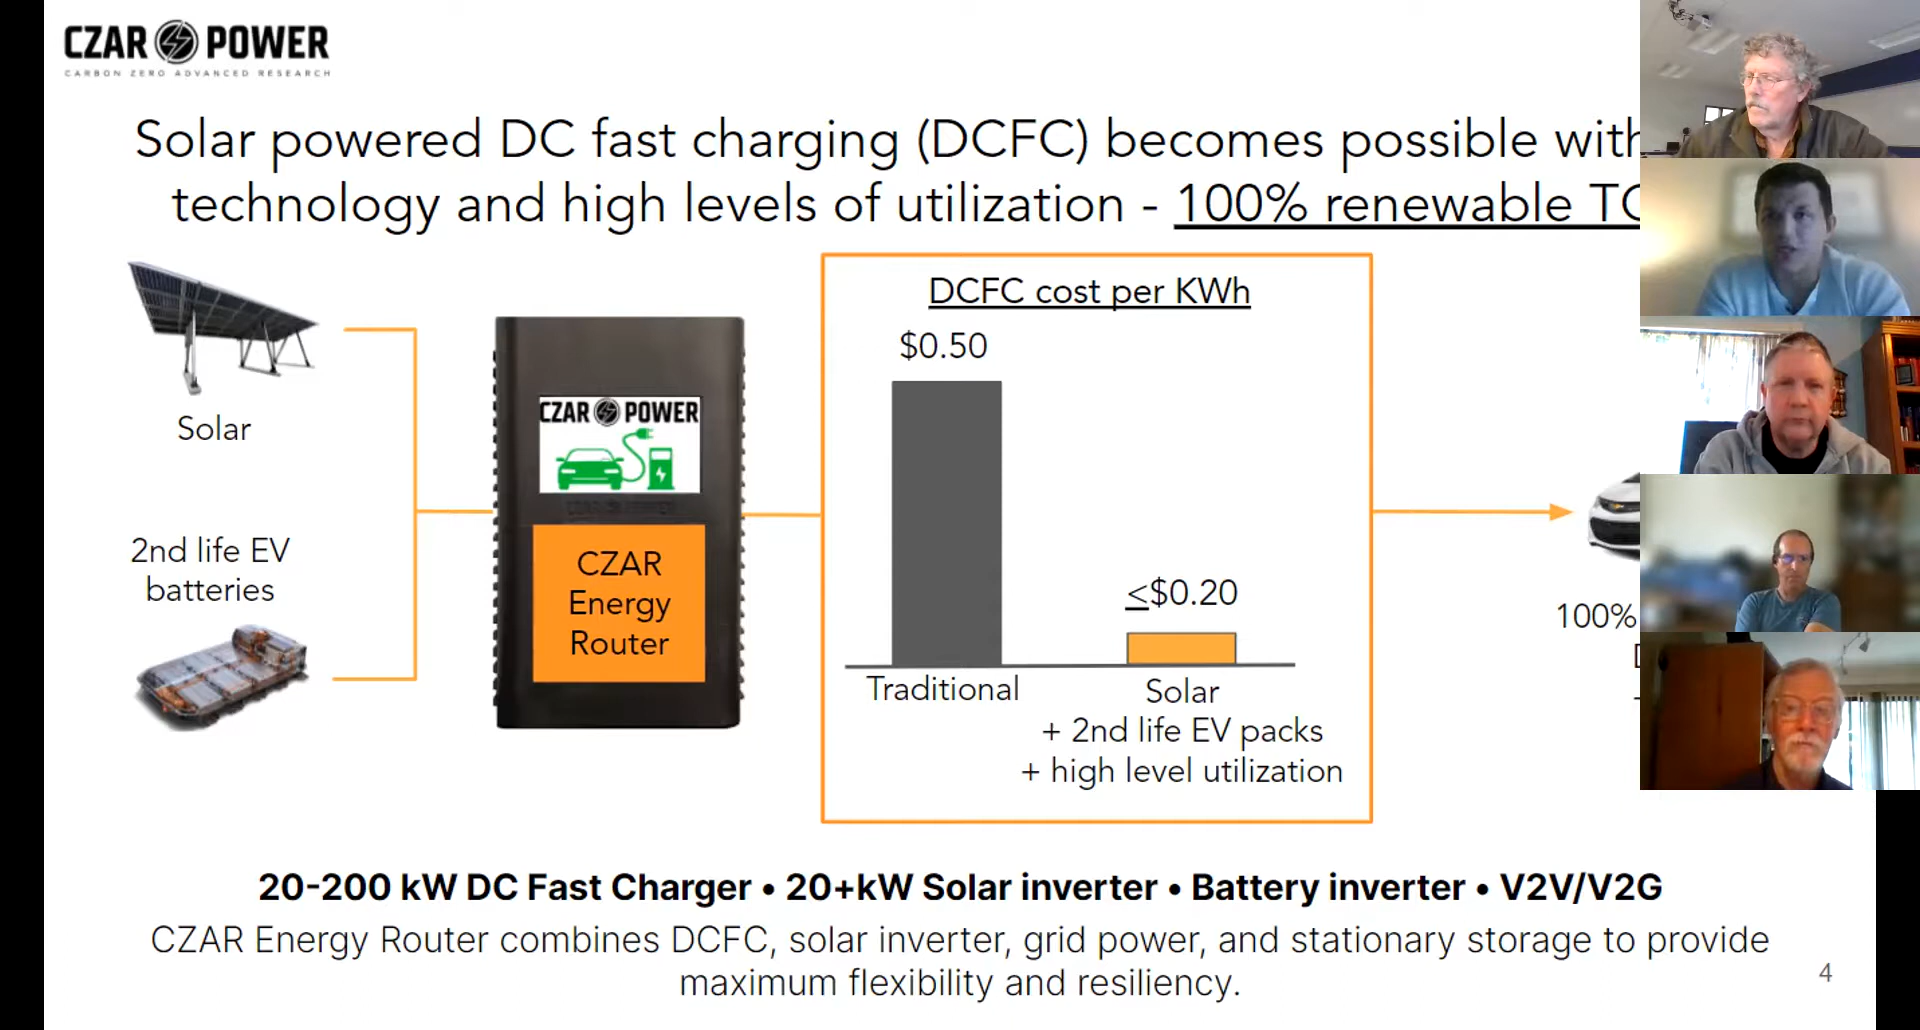 CZAR POWER
CARBON ZERO ADVANCED RESEARCH
Solar powered DC fast charging (DCFC) becomes possible with
technology and high levels of utilization - 100% renewable
Solar
2nd life EV
batteries
CZAR POWER
CZAR
Energy
Router
DCFC cost per KWh
$0.50
<$0.20
Traditional
Solar
+ 2nd life EV packs
+ high level utilization
100%
20-200 kW DC Fast Charger • 20+kW Solar inverter • Battery inverter • V2V/V2G
CZAR Energy Router combines DCFC, solar inverter, grid power, and stationary storage to provide
maximum flexibility and resiliency.
4